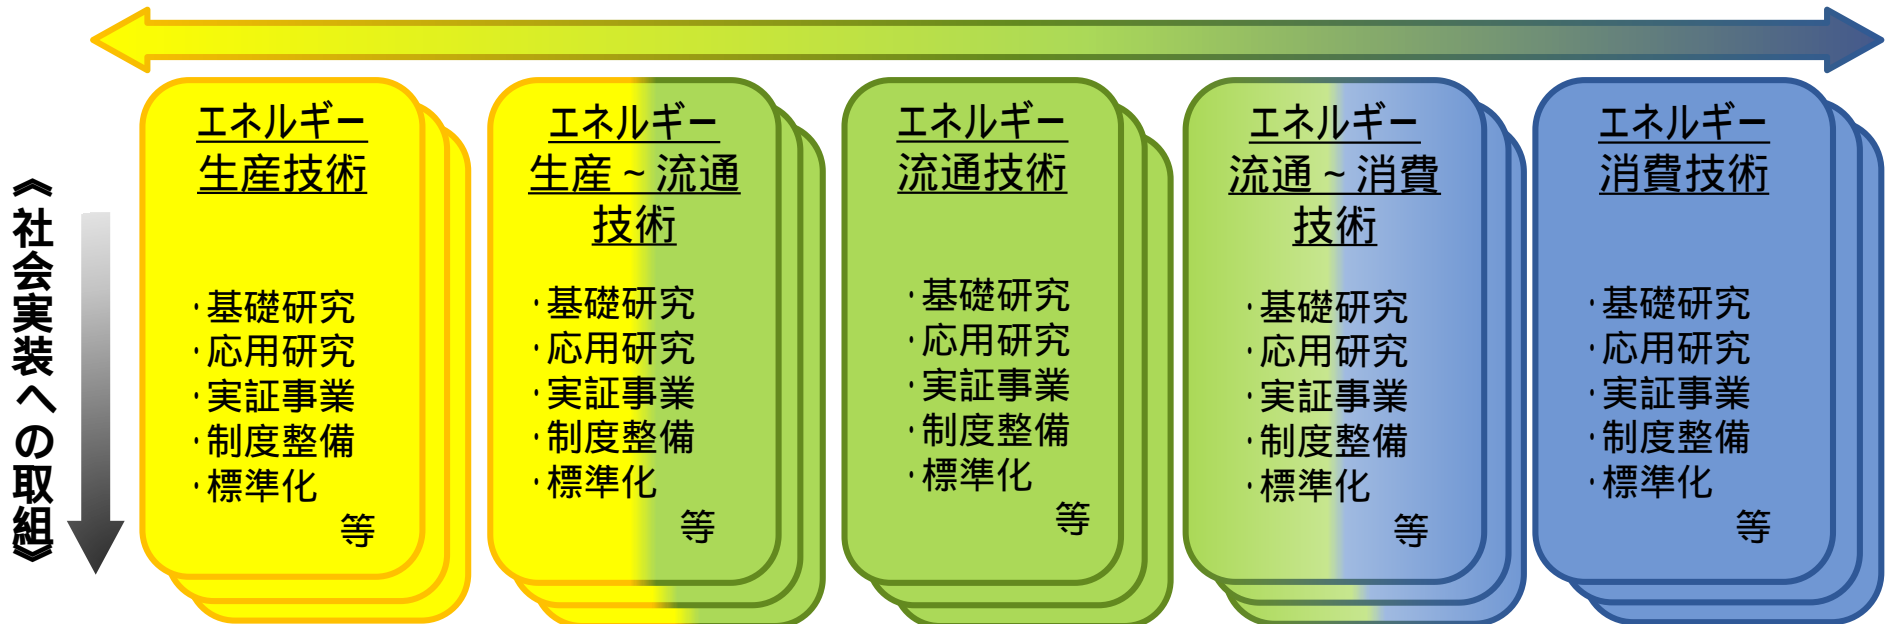 《社会実装への取組》
エネルギー
生産技術
・基礎研究
・応用研究
・実証事業
・制度整備
・標準化
等
エネルギー
生産~流通
技術
・基礎研究
・応用研究
・実証事業
・制度整備
・標準化
等
エネルギー
流通技術
・基礎研究
・応用研究
・実証事業
・制度整備
・標準化
等
エネルギー
流通~消費
技術
・基礎研究
・応用研究
・実証事業
・制度整備
・標準化
等
エネルギー
消費技術
・基礎研究
・応用研究
・実証事業
・制度整備
・標準化
等